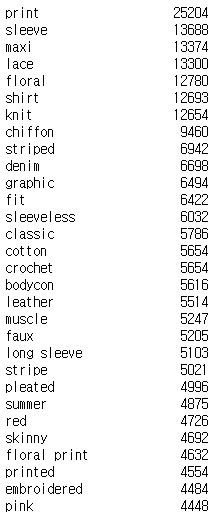 print 25204
sleeve 13688
maxi 13374
lace 13300
floral 12780
shirt 12693
knit 12654
chiffon 9460
striped 6942
denim 6698
graphic 6494
fit 6422
sleeveless 6032
classic 5786
cotton 5654
crochet 5654
bodycon 5616
leather 5514
muscle 5247
faux 5205
long sleeve 5103
stripe 5021
pleated 4996
summer 4875
red 4726
skinny 4692
floral print 4632
printed 4554
embroidered 4484
pink 4448